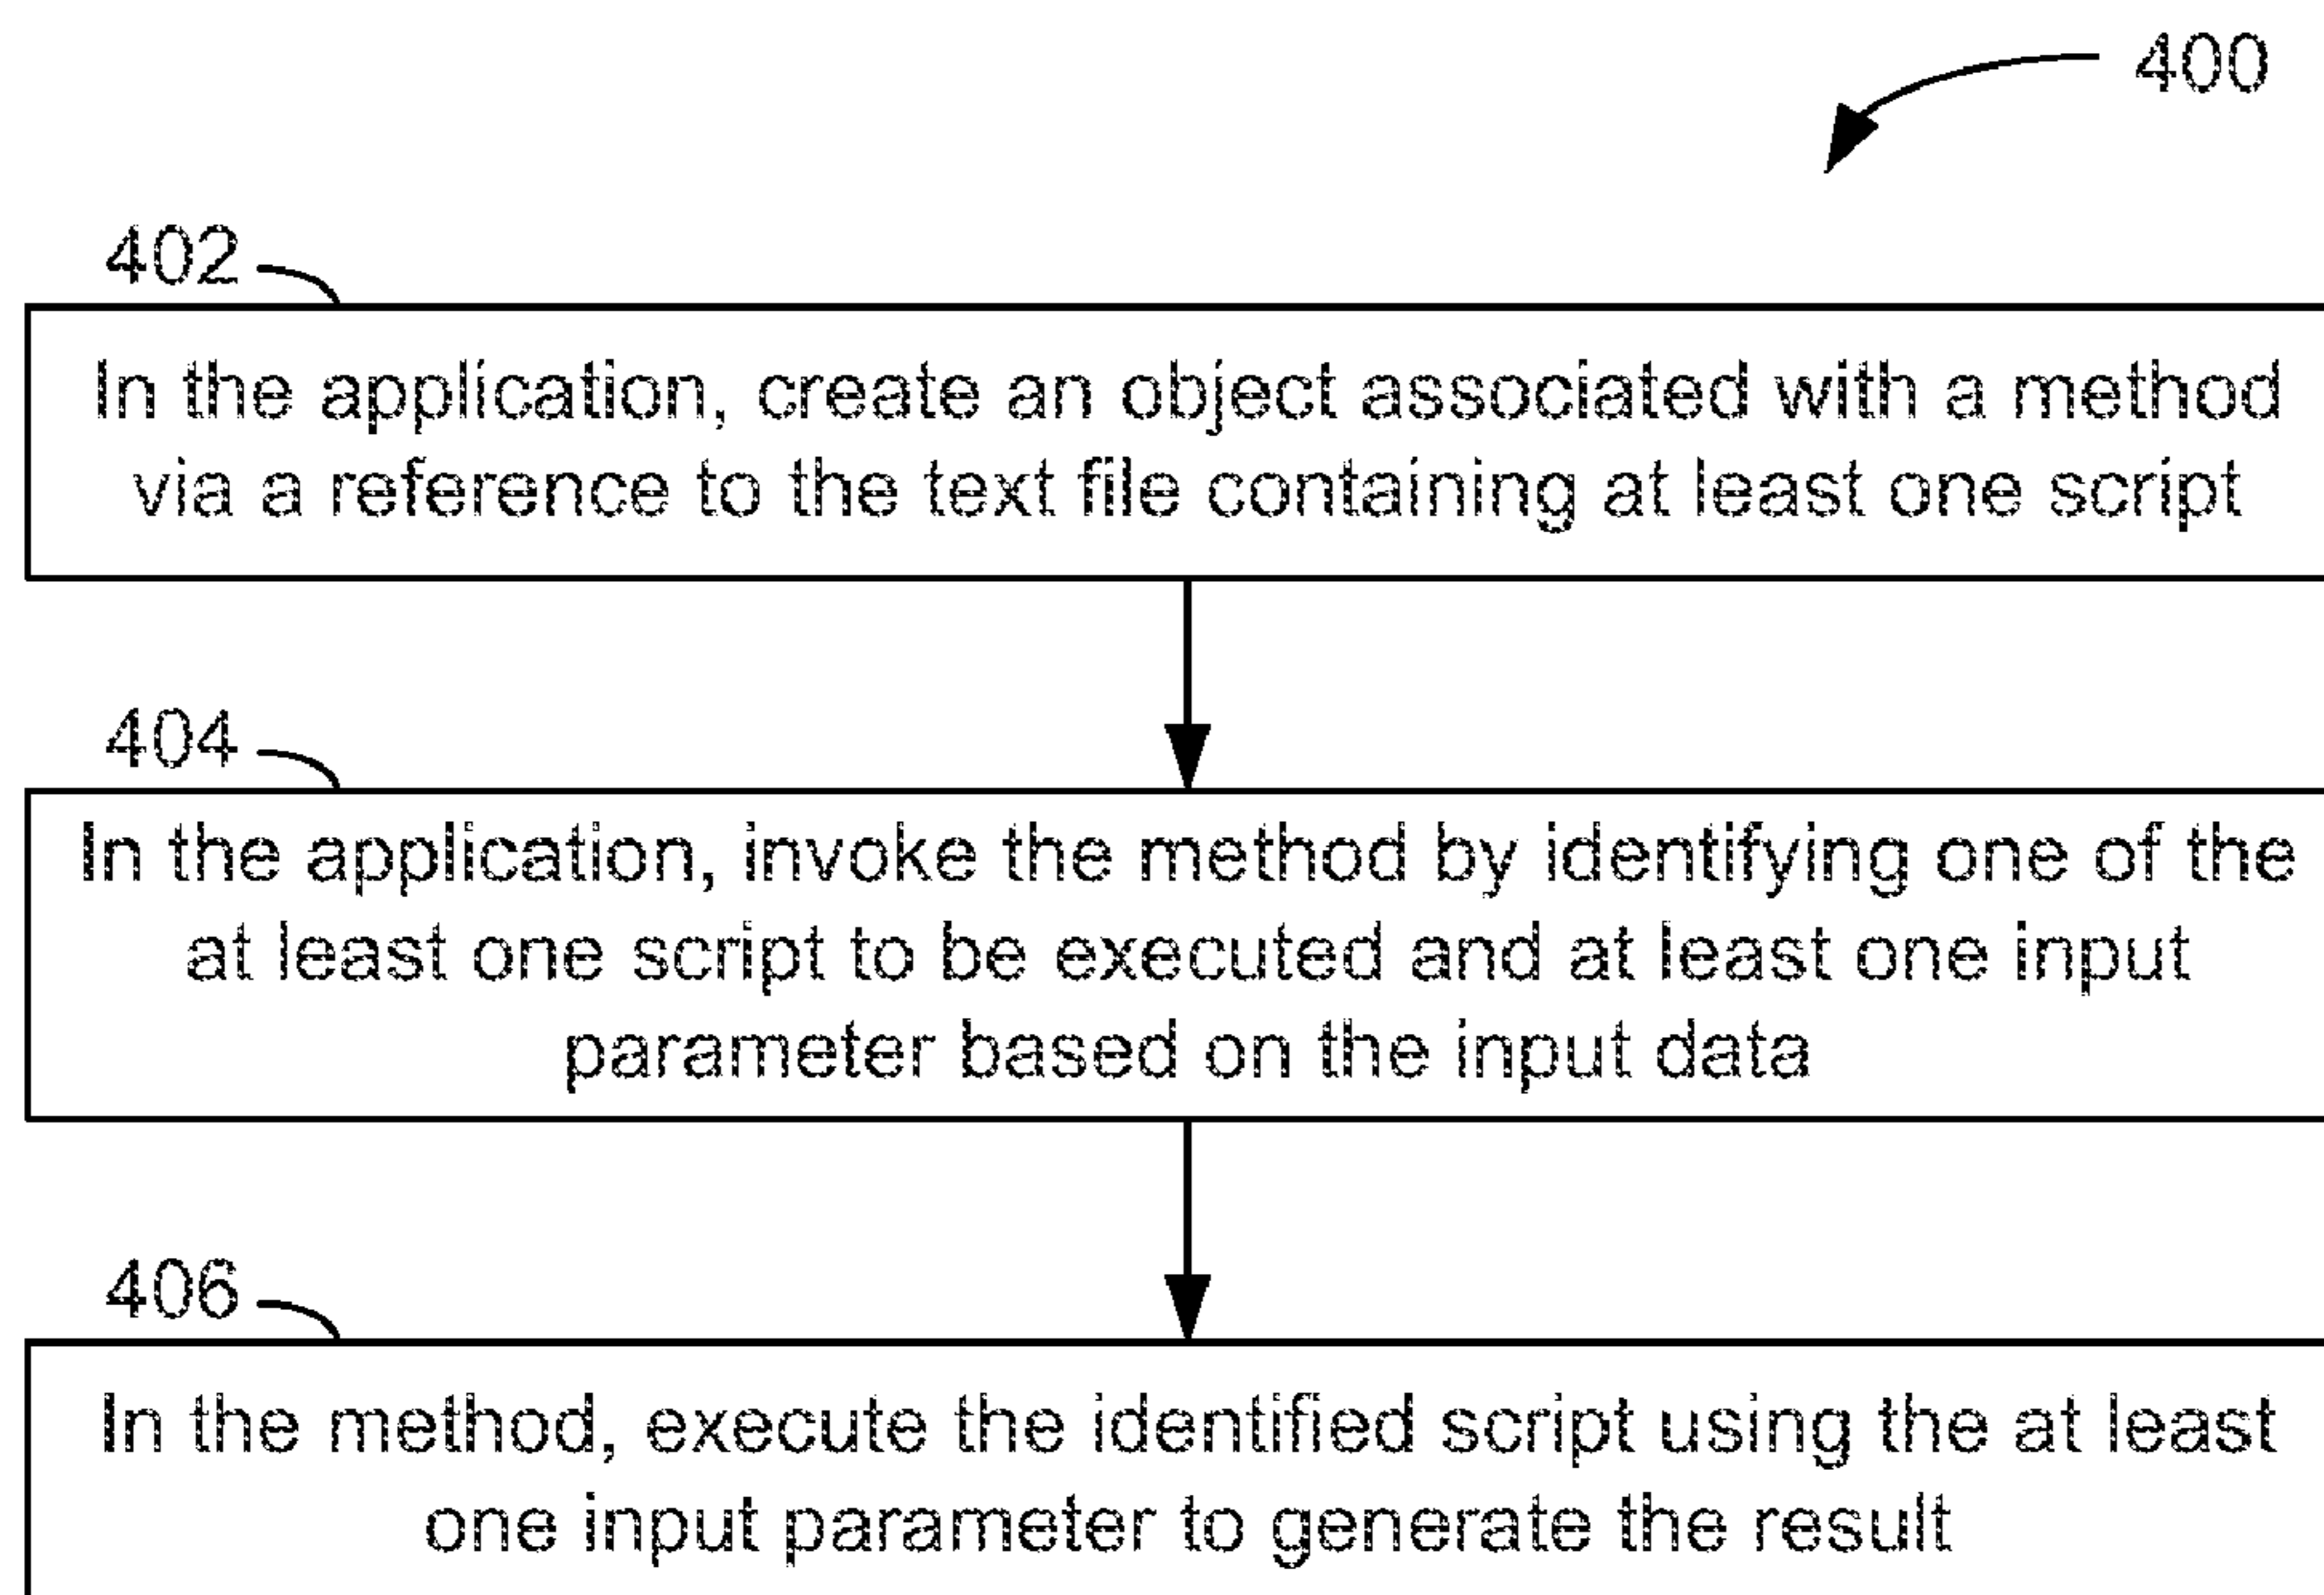 400
402
In the application, create an object associated with a method
via a reference to the text file containing at least one script
404
In the application, invoke the method by identifying one of the
at least one script to be executed and at least one input
parameter based on the input data
406
In the method, execute the identified script using the at least
one input parameter to generate the result